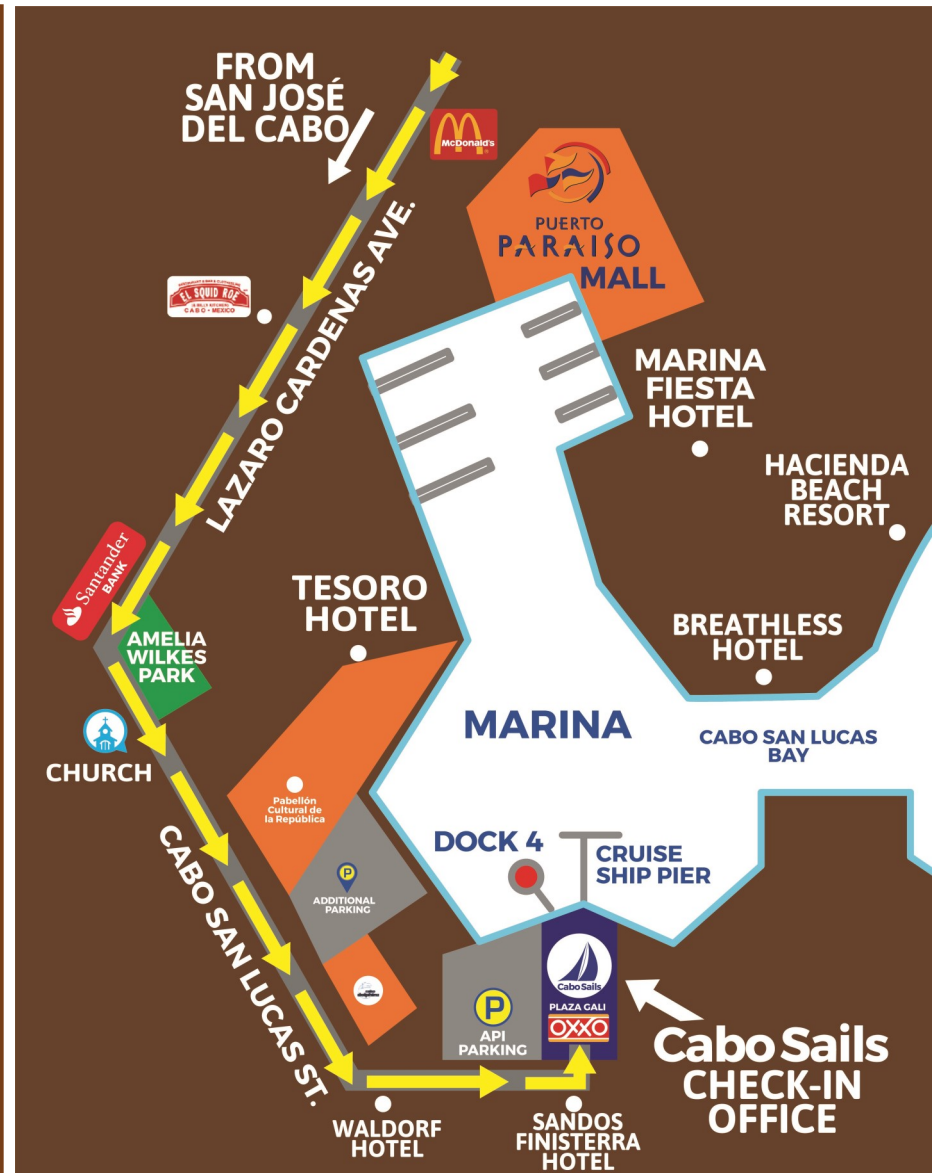 FROM
SAN JOSÉ
DEL CABO
McDonald's
PUERTO
PARAISO
MALL
LAZARO CARDENAS AVE.
EL SQUID ROE
CABO - MEXICO
MARINA
FIESTA
HOTEL
HACIENDA
BEACH
RESORT
Santander
BANK
AMELIA
WILKES
PARK
TESORO
HOTEL
BREATHLESS
HOTEL
MARINA
CABO SAN LUCAS
BAY
CHURCH
Pabellón
Cultural de
la República
CABO SAN LUCAS ST.
DOCK 4
CRUISE
SHIP PIER
P
ADDITIONAL
PARKING
Cabo Sails
PLAZA GALI
OXXO
P
API
PARKING
Cabo Sails
CHECK-IN
OFFICE
WALDORF
HOTEL
SANDOS
FINISTERRA
HOTEL